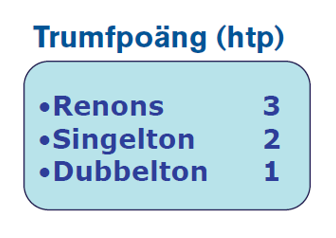 Trumfpoäng (htp)
•Renons 3
•Singelton 2
•Dubbelton 1